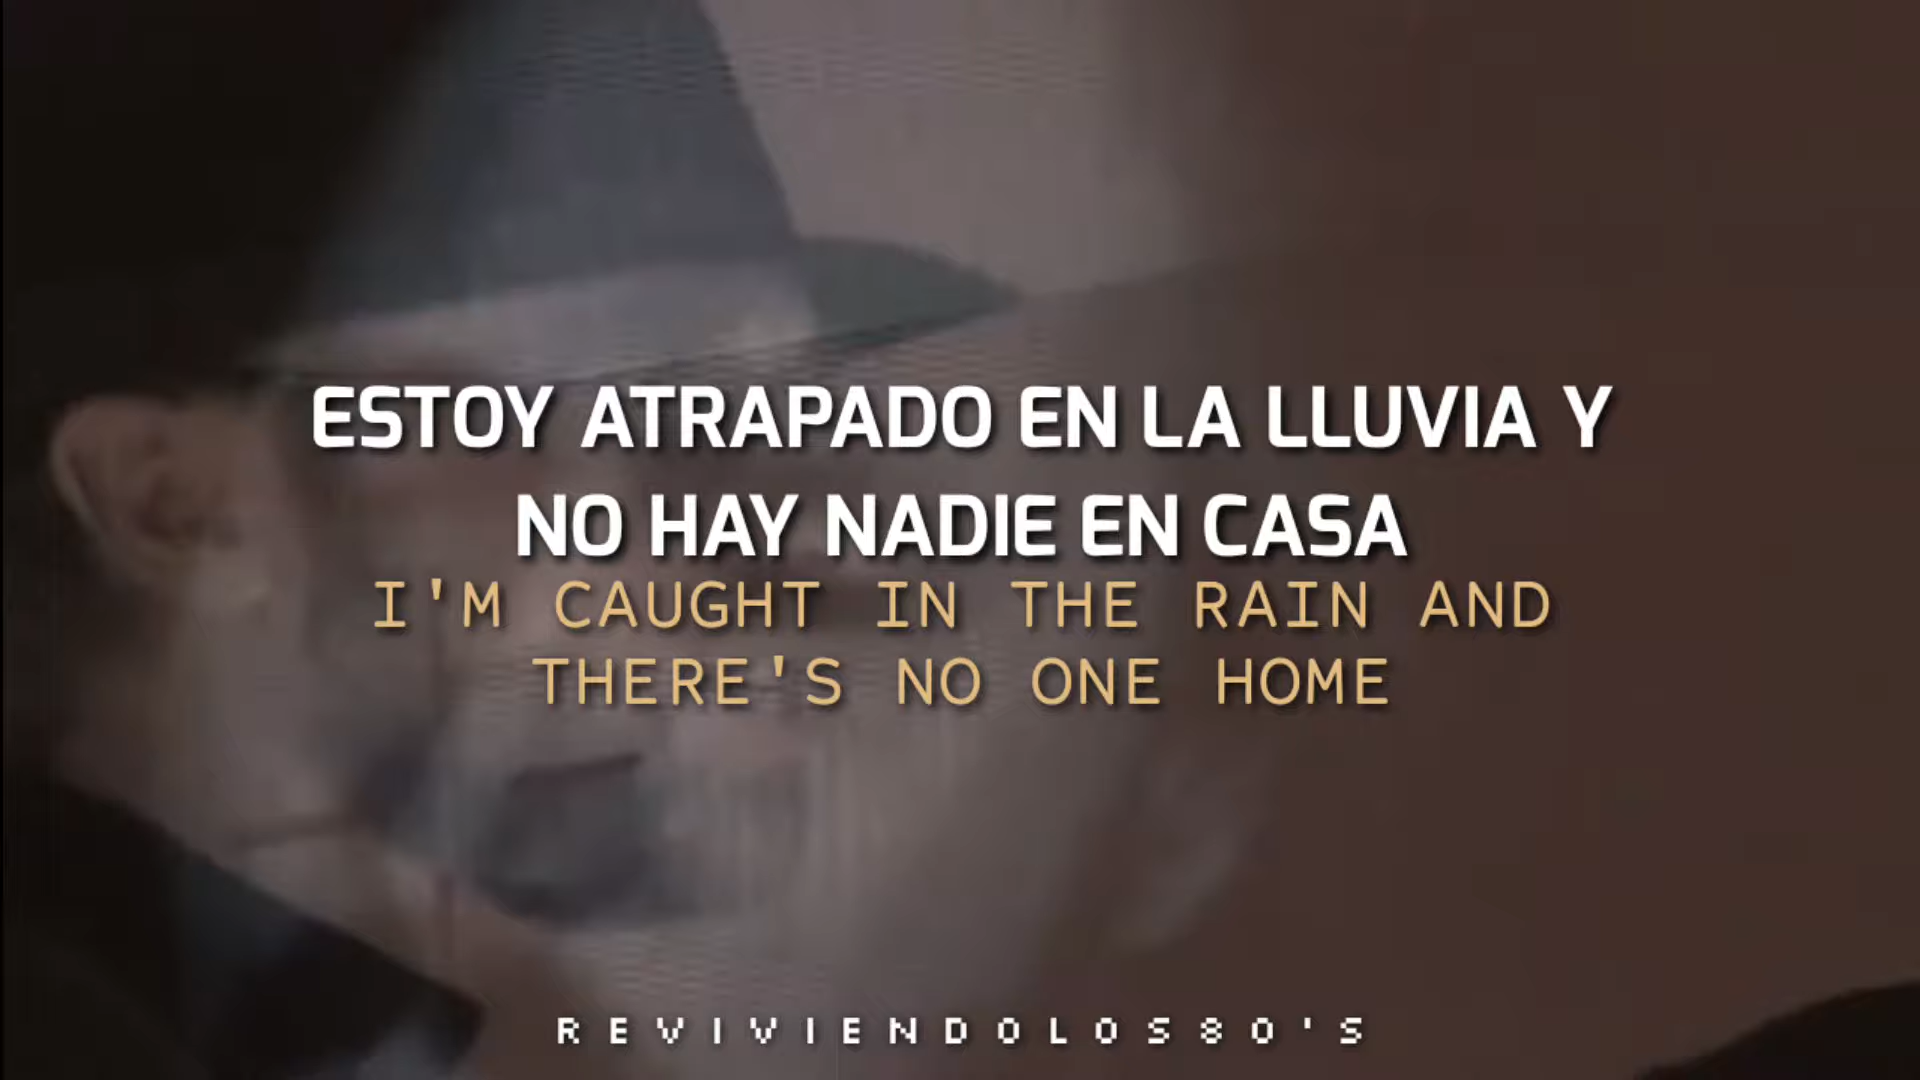 ESTOY ATRAPADO EN LA LLUVIA Y
NO HAY NADIE EN CASA
I'M CAUGHT IN THE RAIN AND
THERE'S NO ONE HOME
REVIVIENDOLOS80'S